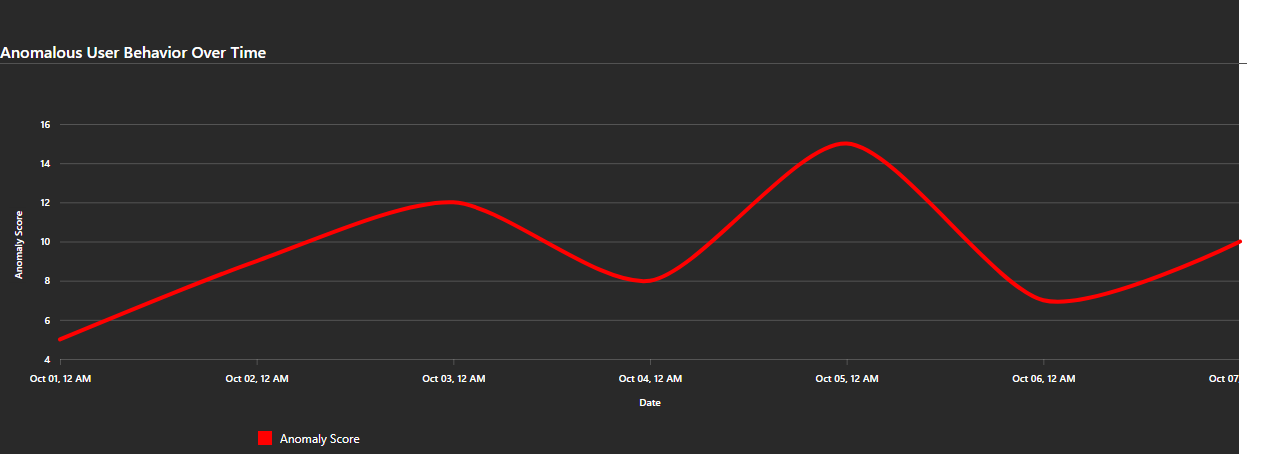 Anomalous User Behavior Over Time
16
14
12
10
8
6
4
Anomaly Score
Oct 01, 12 AM Oct 02, 12 AM Oct 03, 12 AM Oct 04, 12 AM Oct 05, 12 AM Oct 06, 12 AM Oct 07,
Date
Anomaly Score